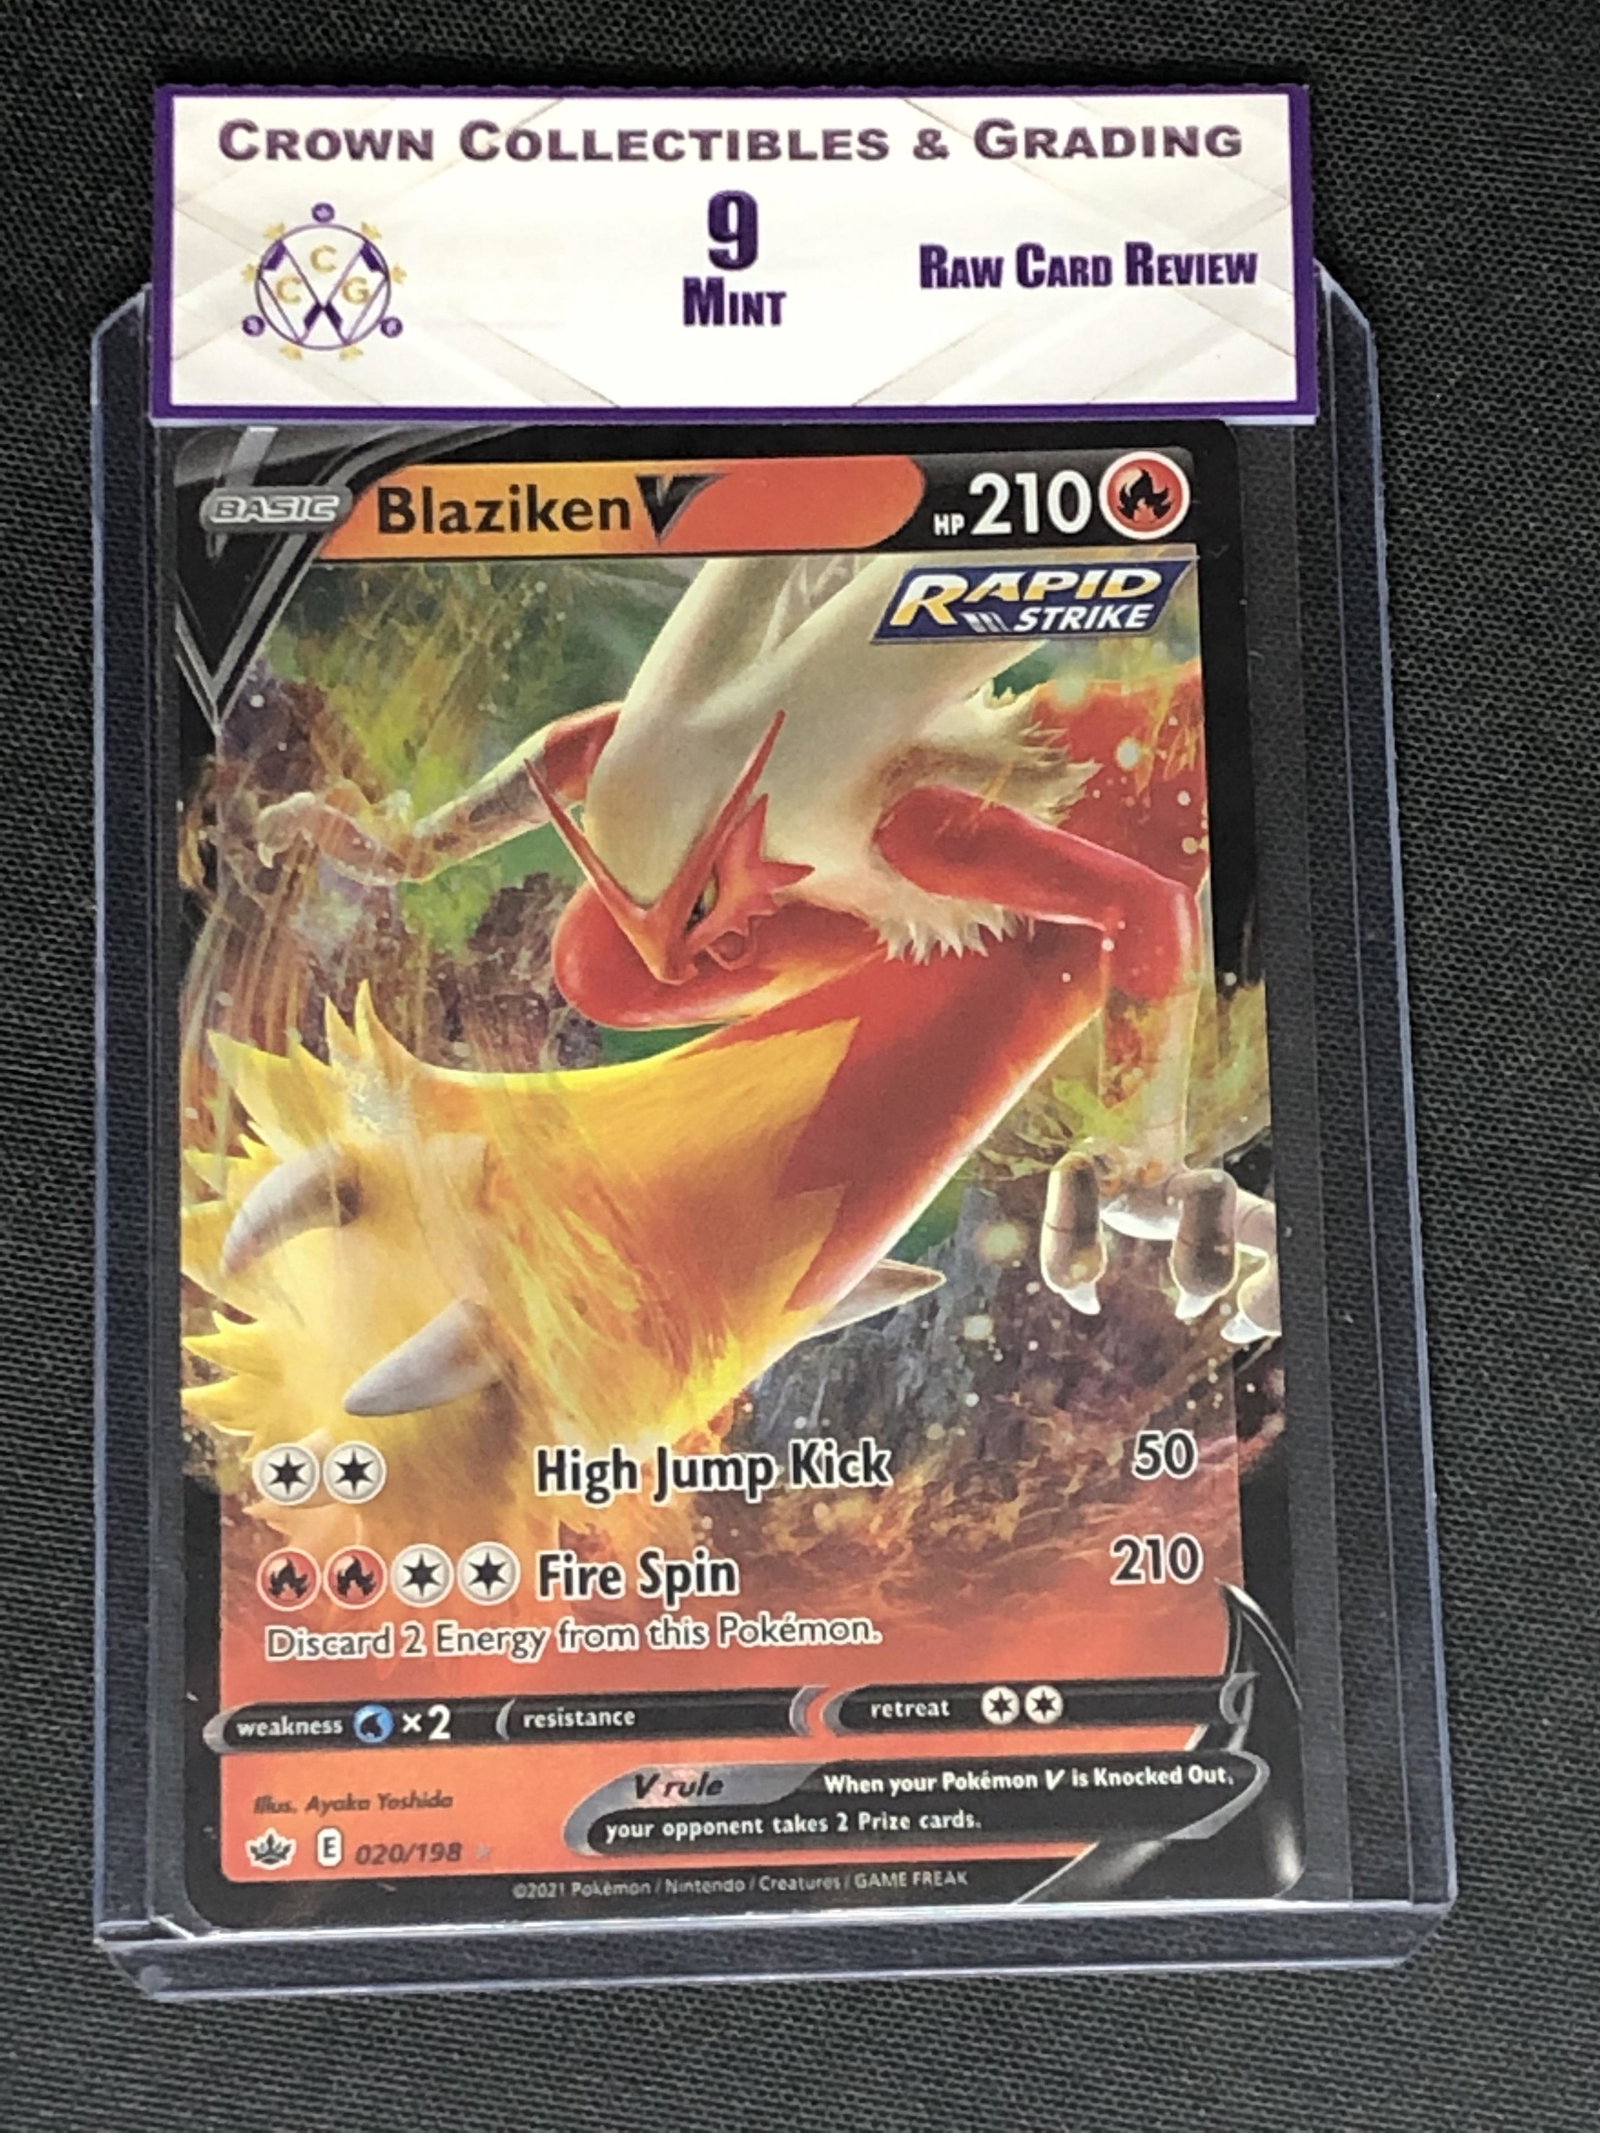 CROWN COLLECTIBLES & GRADING
C
C G
9
MINT
RAW CARD REVIEW
BASIC Blaziken V HP 210
RAPID
STRIKE
High Jump Kick 50
Fire Spin 210
Discard 2 Energy from this Pokémon.
weakness ×2 resistance retreat
V rule When your Pokémon V is Knocked Out,
your opponent takes 2 Prize cards.
Illus. Ayaka Yoshida
E 020/198
©2021 Pokémon / Nintendo / Creatures / GAME FREAK